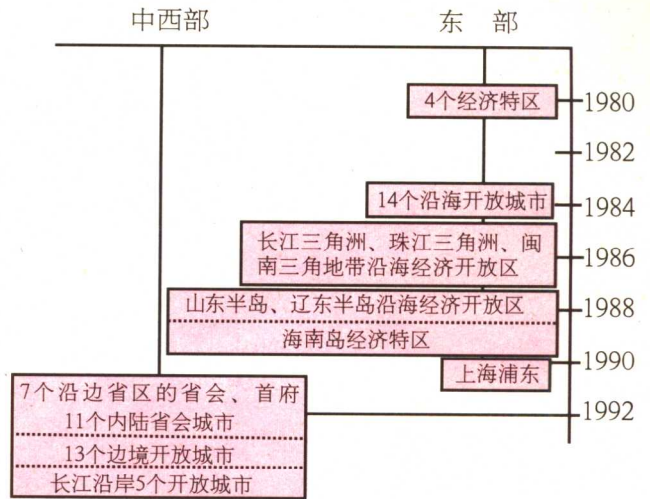 中西部
东 部
4个经济特区
1980
1982
14个沿海开放城市
1984
长江三角洲、珠江三角洲、闽
南三角地带沿海经济开放区
1986
山东半岛、辽东半岛沿海经济开放区
1988
海南岛经济特区
1990
上海浦东
7个沿边省区的省会、首府
11个内陆省会城市
1992
13个边境开放城市
长江沿岸5个开放城市